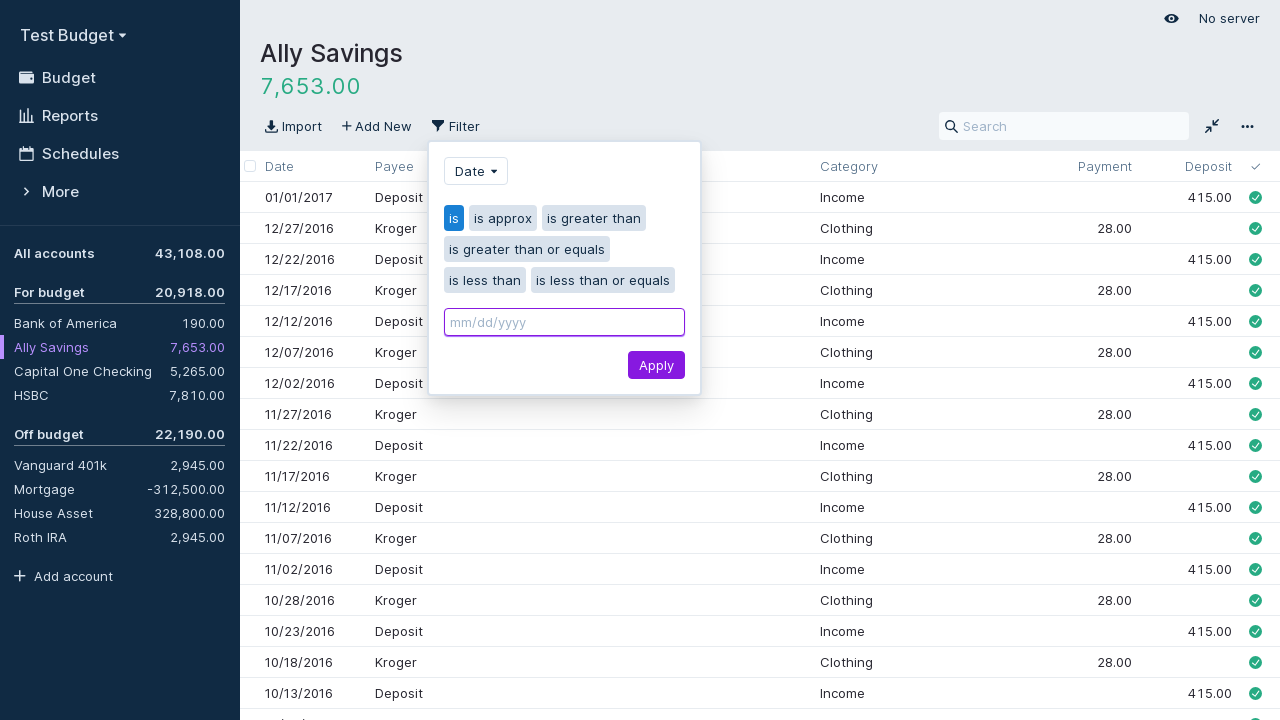 Test Budget
Budget
Reports
Schedules
More
All accounts 43,108.00
For budget 20,918.00
Bank of America 190.00
Ally Savings 7,653.00
Capital One Checking 5,265.00
HSBC 7,810.00
Off budget 22,190.00
Vanguard 401k 2,945.00
Mortgage -312,500.00
House Asset 328,800.00
Roth IRA 2,945.00
Add account
No server
Ally Savings
7,653.00
Import Add New Filter Search
Date Payee Category Payment Deposit
Date
is is approx is greater than
is greater than or equals
is less than is less than or equals
mm/dd/yyyy
Apply
01/01/2017 Deposit Income 415.00
12/27/2016 Kroger Clothing 28.00
12/22/2016 Deposit Income 415.00
12/17/2016 Kroger Clothing 28.00
12/12/2016 Deposit Income 415.00
12/07/2016 Kroger Clothing 28.00
12/02/2016 Deposit Income 415.00
11/27/2016 Kroger Clothing 28.00
11/22/2016 Deposit Income 415.00
11/17/2016 Kroger Clothing 28.00
11/12/2016 Deposit Income 415.00
11/07/2016 Kroger Clothing 28.00
11/02/2016 Deposit Income 415.00
10/28/2016 Kroger Clothing 28.00
10/23/2016 Deposit Income 415.00
10/18/2016 Kroger Clothing 28.00
10/13/2016 Deposit Income 415.00